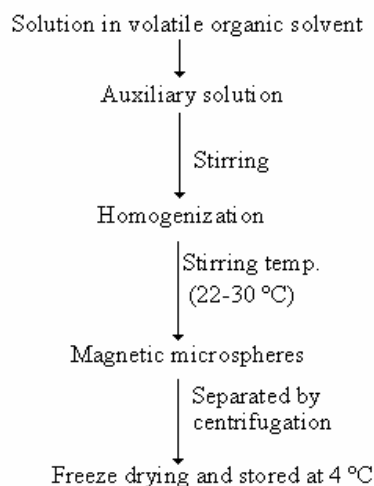 Solution in volatile organic solvent
Auxiliary solution
Stirring
Homogenization
Stirring temp.
(22-30 ºC)
Magnetic microspheres
Separated by
centrifugation
Freeze drying and stored at 4 ºC